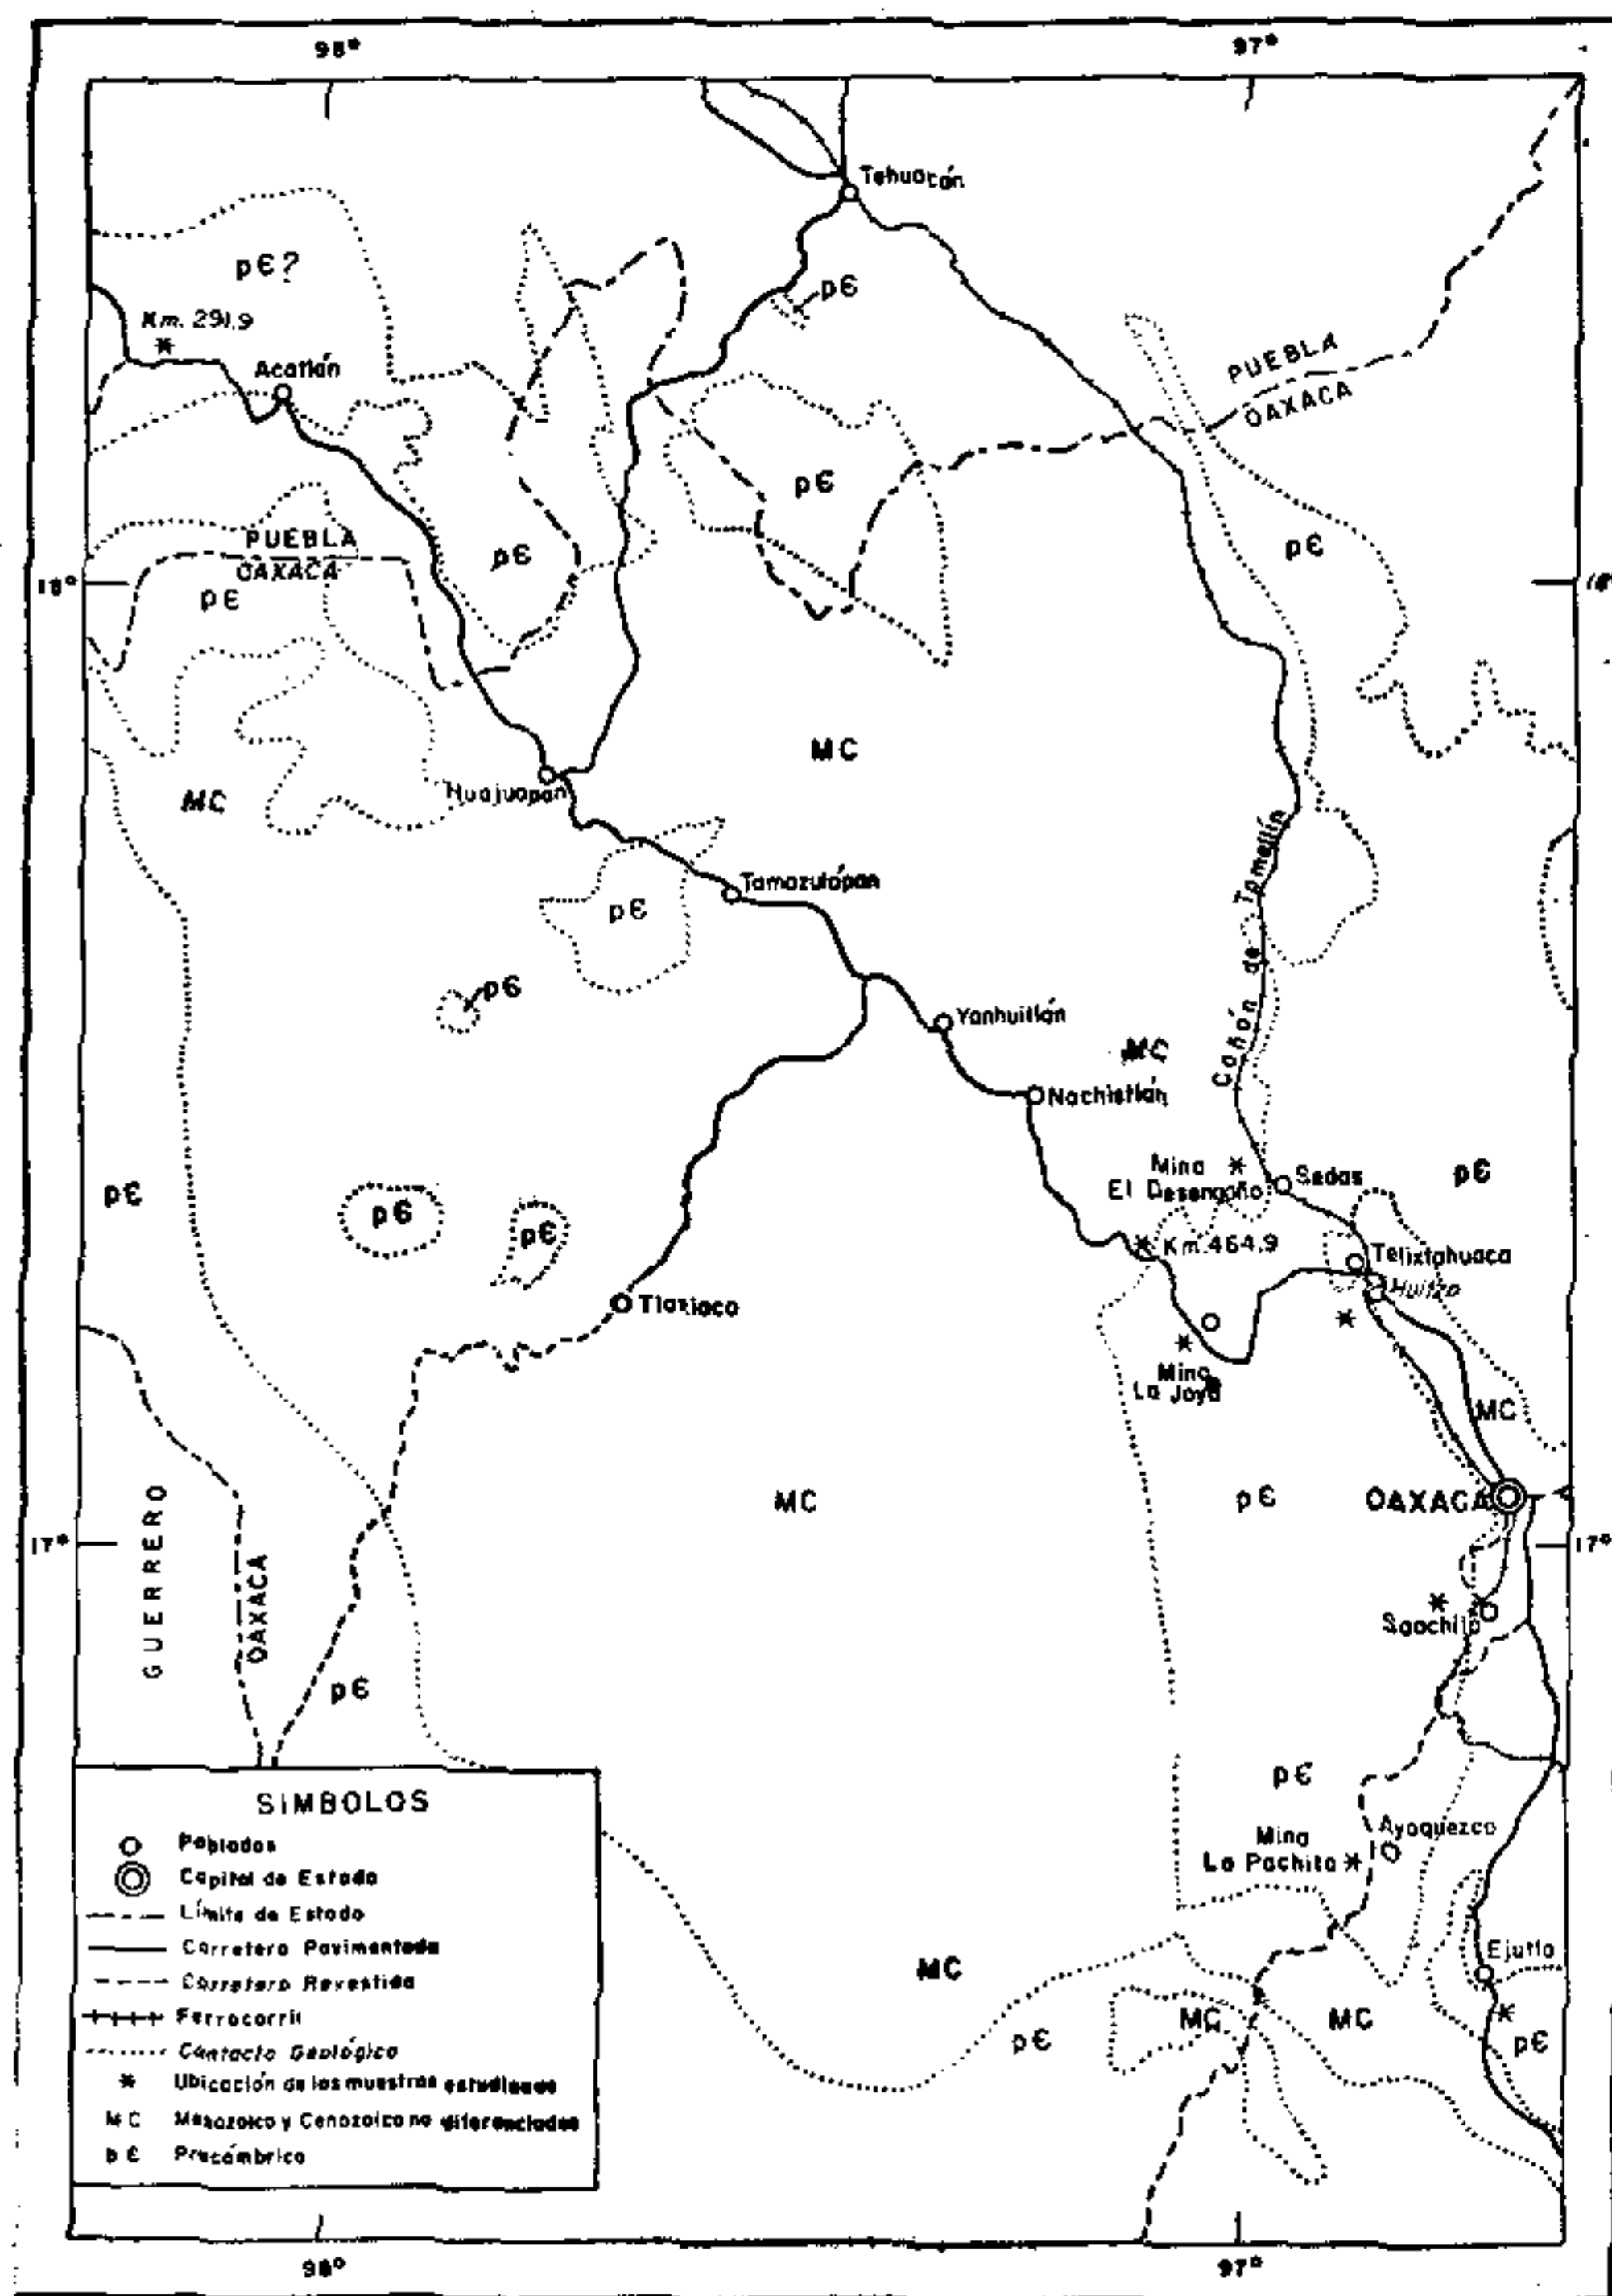 98° 97°
Tehuacán
pЄ?
pЄ
Km. 291.9
Acatlán
PUEBLA
OAXACA
pЄ
pЄ
PUEBLA
OAXACA
pЄ
18° 18°
pЄ
MC
MC
Huajuapan
Tamazulápan
Cañón de Tomellín
pЄ
pЄ
Yanhuitlán
MC
Nochistlán
pЄ
Mina
El Desengaño
Sedas
pЄ
pЄ
pЄ
Km. 464.9
Telixtlahuaca
Huitzo
Tlaxiaco
Mina
La Joya
MC
GUERRERO
OAXACA
MC
pЄ
OAXACA
17° 17°
Saachila
pЄ
pЄ
SIMBOLOS
Poblados
Capital de Estado
Límite de Estado
Carretera Pavimentada
Carretera Revestida
Ferrocarril
Contacto Geológico
Ubicación de las muestras estudiadas
MC Mesozoico y Cenozoico no diferenciados
pЄ Precámbrico
Mina
La Pachita
Ayoquezco
Ejutla
MC
MC
MC
pЄ
pЄ
98° 97°